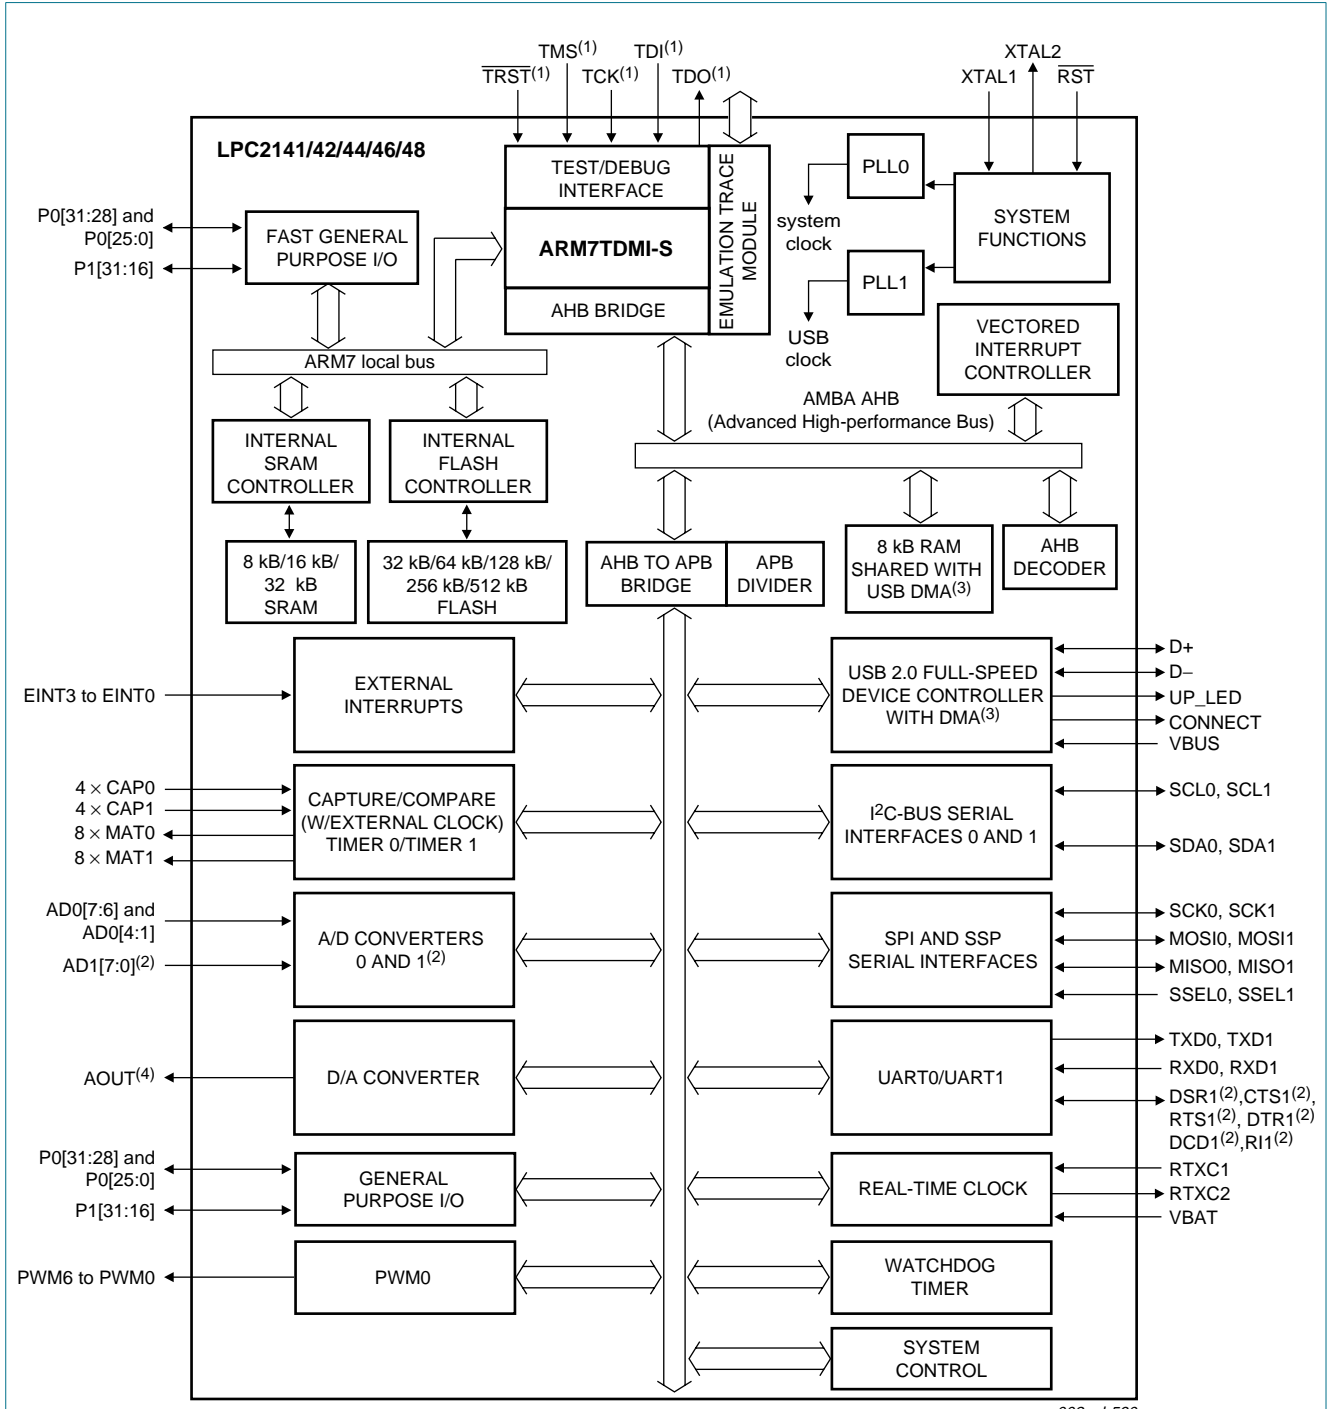 TMS(1)
TDI(1)
TRST(1)
TCK(1)
TDO(1)
XTAL2
XTAL1
RST
LPC2141/42/44/46/48
P0[31:28] and
P0[25:0]
P1[31:16]
FAST GENERAL
PURPOSE I/O
TEST/DEBUG
INTERFACE
ARM7TDMI-S
AHB BRIDGE
EMULATION TRACE
MODULE
PLL0
system
clock
PLL1
USB
clock
SYSTEM
FUNCTIONS
VECTORED
INTERRUPT
CONTROLLER
ARM7 local bus
AMBA AHB
(Advanced High-performance Bus)
INTERNAL
SRAM
CONTROLLER
INTERNAL
FLASH
CONTROLLER
8 kB/16 kB/
32 kB
SRAM
32 kB/64 kB/128 kB/
256 kB/512 kB
FLASH
AHB TO APB
BRIDGE
APB
DIVIDER
8 kB RAM
SHARED WITH
USB DMA(3)
AHB
DECODER
EINT3 to EINT0
EXTERNAL
INTERRUPTS
USB 2.0 FULL-SPEED
DEVICE CONTROLLER
WITH DMA(3)
D+
D−
UP_LED
CONNECT
VBUS
4 × CAP0
4 × CAP1
8 × MAT0
8 × MAT1
CAPTURE/COMPARE
(W/EXTERNAL CLOCK)
TIMER 0/TIMER 1
I2C-BUS SERIAL
INTERFACES 0 AND 1
SCL0, SCL1
SDA0, SDA1
AD0[7:6] and
AD0[4:1]
AD1[7:0](2)
A/D CONVERTERS
0 AND 1(2)
SPI AND SSP
SERIAL INTERFACES
SCK0, SCK1
MOSI0, MOSI1
MISO0, MISO1
SSEL0, SSEL1
AOUT(4)
D/A CONVERTER
UART0/UART1
TXD0, TXD1
RXD0, RXD1
DSR1(2),CTS1(2),
RTS1(2), DTR1(2)
DCD1(2),RI1(2)
P0[31:28] and
P0[25:0]
P1[31:16]
GENERAL
PURPOSE I/O
REAL-TIME CLOCK
RTXC1
RTXC2
VBAT
PWM6 to PWM0
PWM0
WATCHDOG
TIMER
SYSTEM
CONTROL